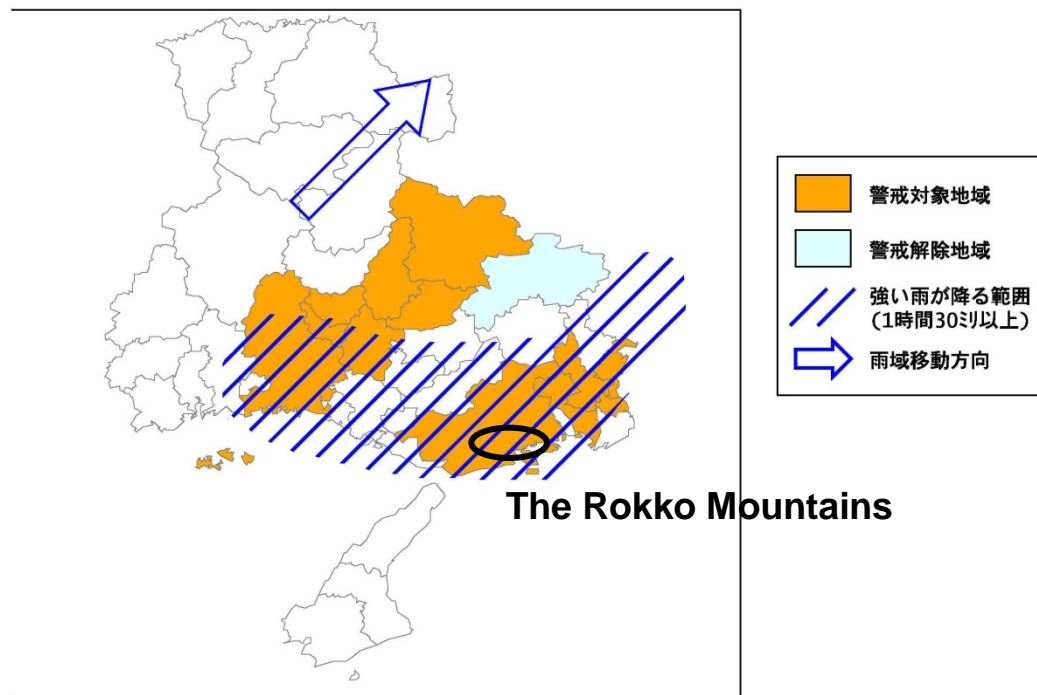 警戒対象地域
警戒解除地域
強い雨が降る範囲
(1時間30ミリ以上)
雨域移動方向
The Rokko Mountains